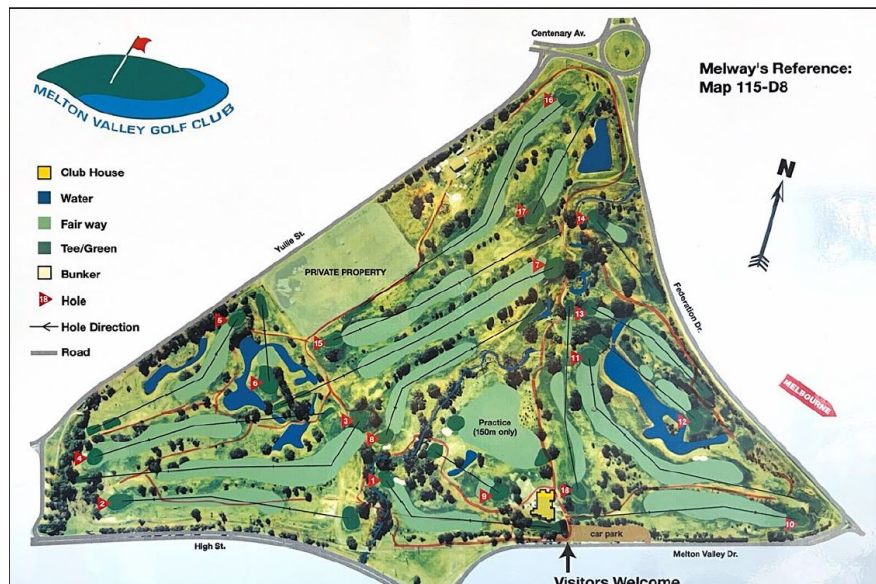 Centenary Av.
Melway's Reference:
Map 115-D8
MELTON VALLEY GOLF CLUB
Club House
Water
Fair way
Tee/Green
Bunker
18 Hole
Hole Direction
Road
N
16
17
14
Yuille St.
PRIVATE PROPERTY
7
Federation Dr.
13
5
15
11
MELBOURNE
6
3
12
8
Practice
(150m only)
4
1
9
18
2
10
car park
High St.
Melton Valley Dr.
Visitors Welcome